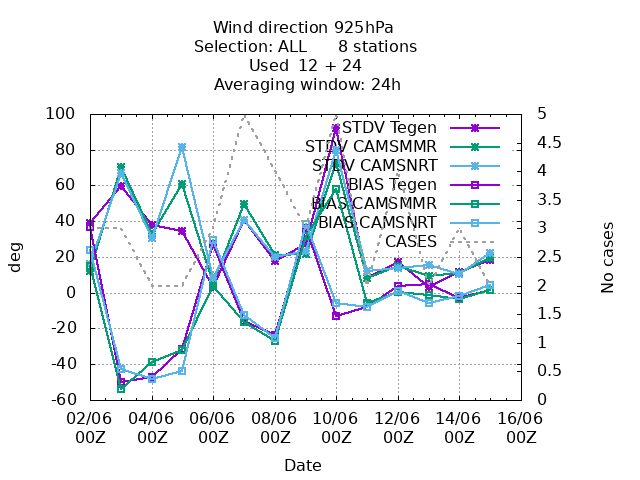 Wind direction 925hPa
Selection: ALL 8 stations
Used 12 + 24
Averaging window: 24h
100
80
60
40
20
0
-20
-40
-60
deg
5
4.5
4
3.5
3
2.5
2
1.5
1
0.5
0
No cases
STDV Tegen
STDV CAMSMMR
STDV CAMSNRT
BIAS Tegen
BIAS CAMSMMR
BIAS CAMSNRT
CASES
02/06 04/06 06/06 08/06 10/06 12/06 14/06 16/06
00Z 00Z 00Z 00Z 00Z 00Z 00Z 00Z
Date